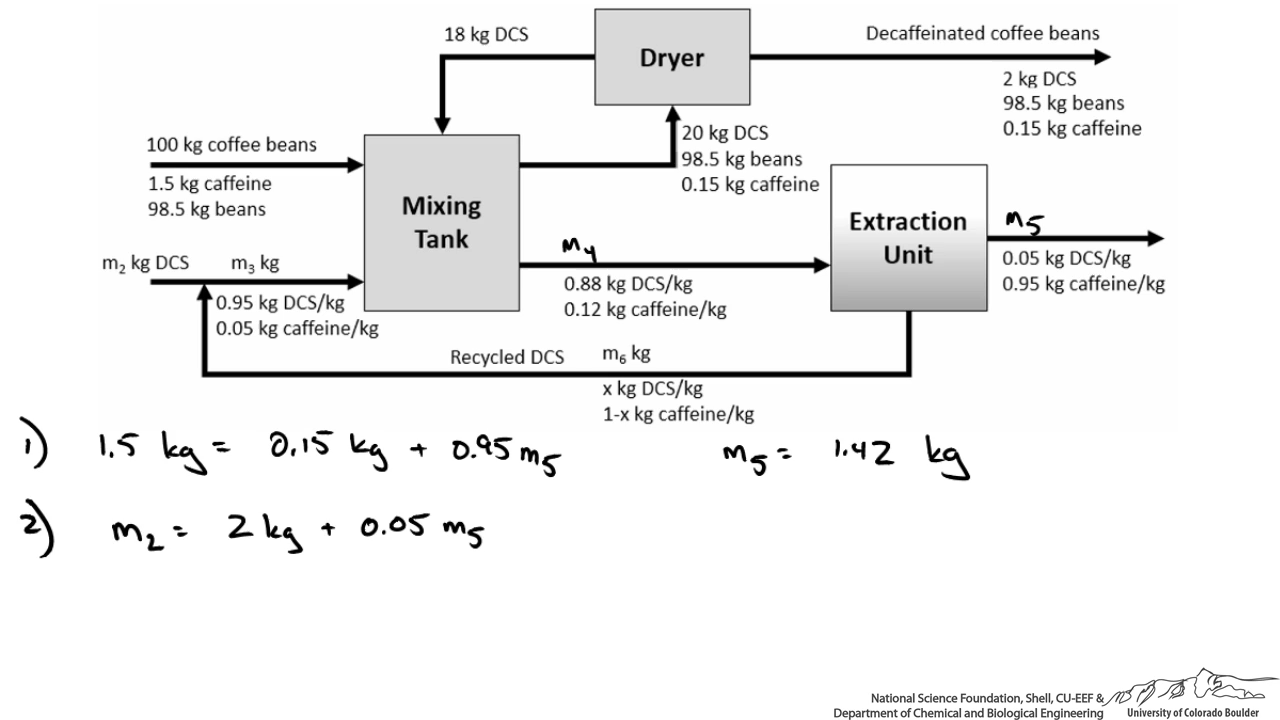 18 kg DCS
Dryer
Decaffeinated coffee beans
2 kg DCS
98.5 kg beans
0.15 kg caffeine
100 kg coffee beans
1.5 kg caffeine
98.5 kg beans
20 kg DCS
98.5 kg beans
0.15 kg caffeine
Mixing
Tank
Extraction
Unit
m₂ kg DCS
m₃ kg
0.95 kg DCS/kg
0.05 kg caffeine/kg
m₄
0.88 kg DCS/kg
0.12 kg caffeine/kg
m₅
0.05 kg DCS/kg
0.95 kg caffeine/kg
Recycled DCS
m₆ kg
x kg DCS/kg
1-x kg caffeine/kg
1) 1.5 kg = 0.15 kg + 0.95 m₅ m₅ = 1.42 kg
2) m₂ = 2 kg + 0.05 m₅
National Science Foundation, Shell, CU-EEF &
Department of Chemical and Biological Engineering
University of Colorado Boulder